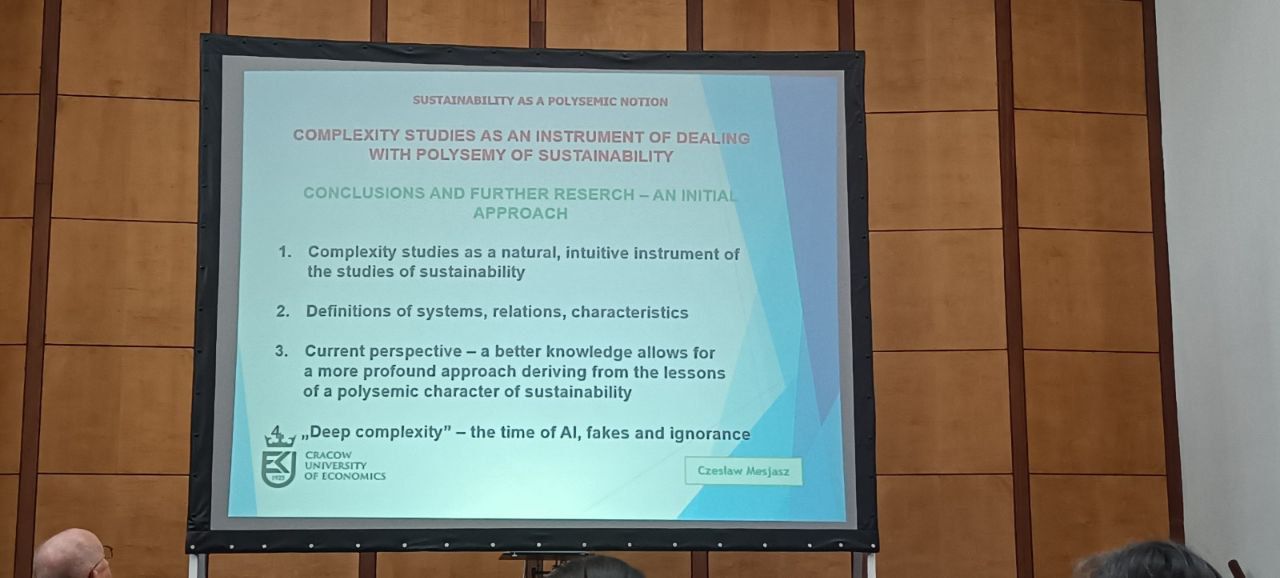 SUSTAINABILITY AS A POLYSEMIC NOTION
COMPLEXITY STUDIES AS AN INSTRUMENT OF DEALING
WITH POLYSEMY OF SUSTAINABILITY
CONCLUSIONS AND FURTHER RESERCH – AN INITIAL
APPROACH
1. Complexity studies as a natural, intuitive instrument of
the studies of sustainability
2. Definitions of systems, relations, characteristics
3. Current perspective – a better knowledge allows for
a more profound approach deriving from the lessons
of a polysemic character of sustainability
4. „Deep complexity” – the time of AI, fakes and ignorance
CRACOW
UNIVERSITY
OF ECONOMICS
1925
Czesław Mesjasz